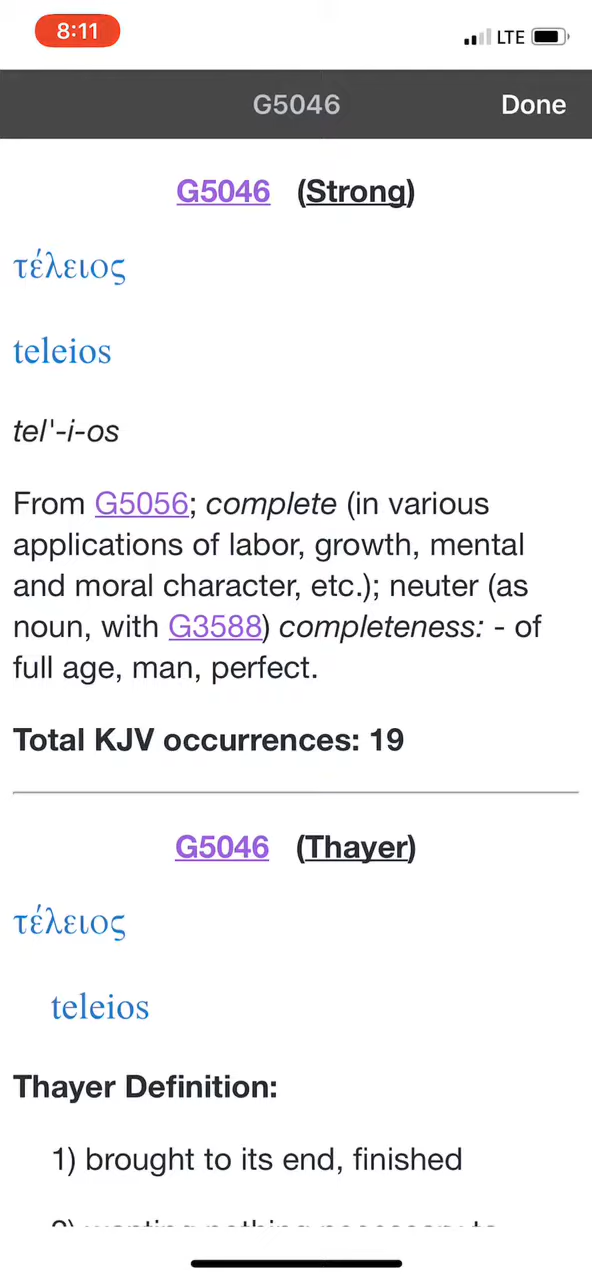 8:11
LTE
G5046
Done
G5046 (Strong)
τέλειος
teleios
tel'-i-os
From G5056; complete (in various
applications of labor, growth, mental
and moral character, etc.); neuter (as
noun, with G3588) completeness: - of
full age, man, perfect.
Total KJV occurrences: 19
G5046 (Thayer)
τέλειος
teleios
Thayer Definition:
1) brought to its end, finished